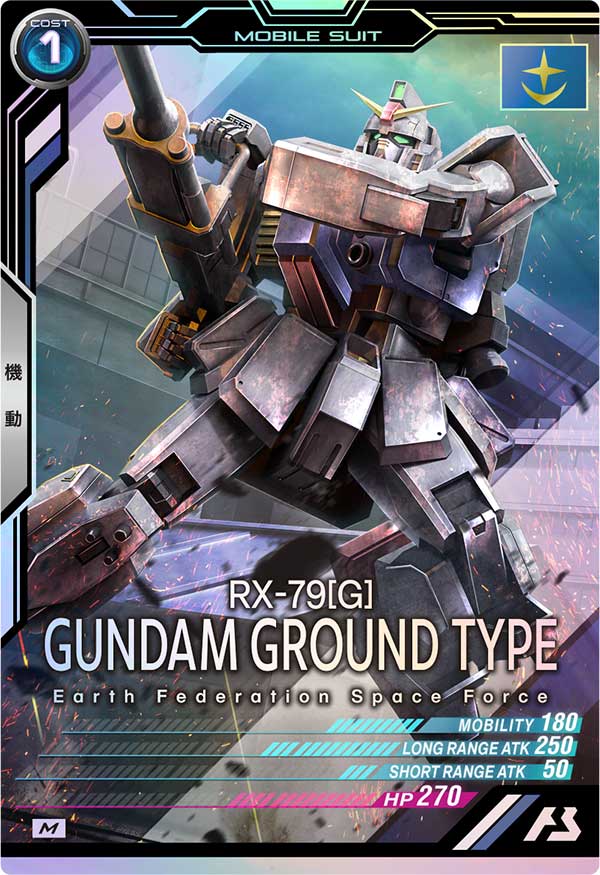 COST
1
MOBILE SUIT
機動
RX-79[G]
GUNDAM GROUND TYPE
Earth Federation Space Force
MOBILITY 180
LONG RANGE ATK 250
SHORT RANGE ATK 50
HP 270
M